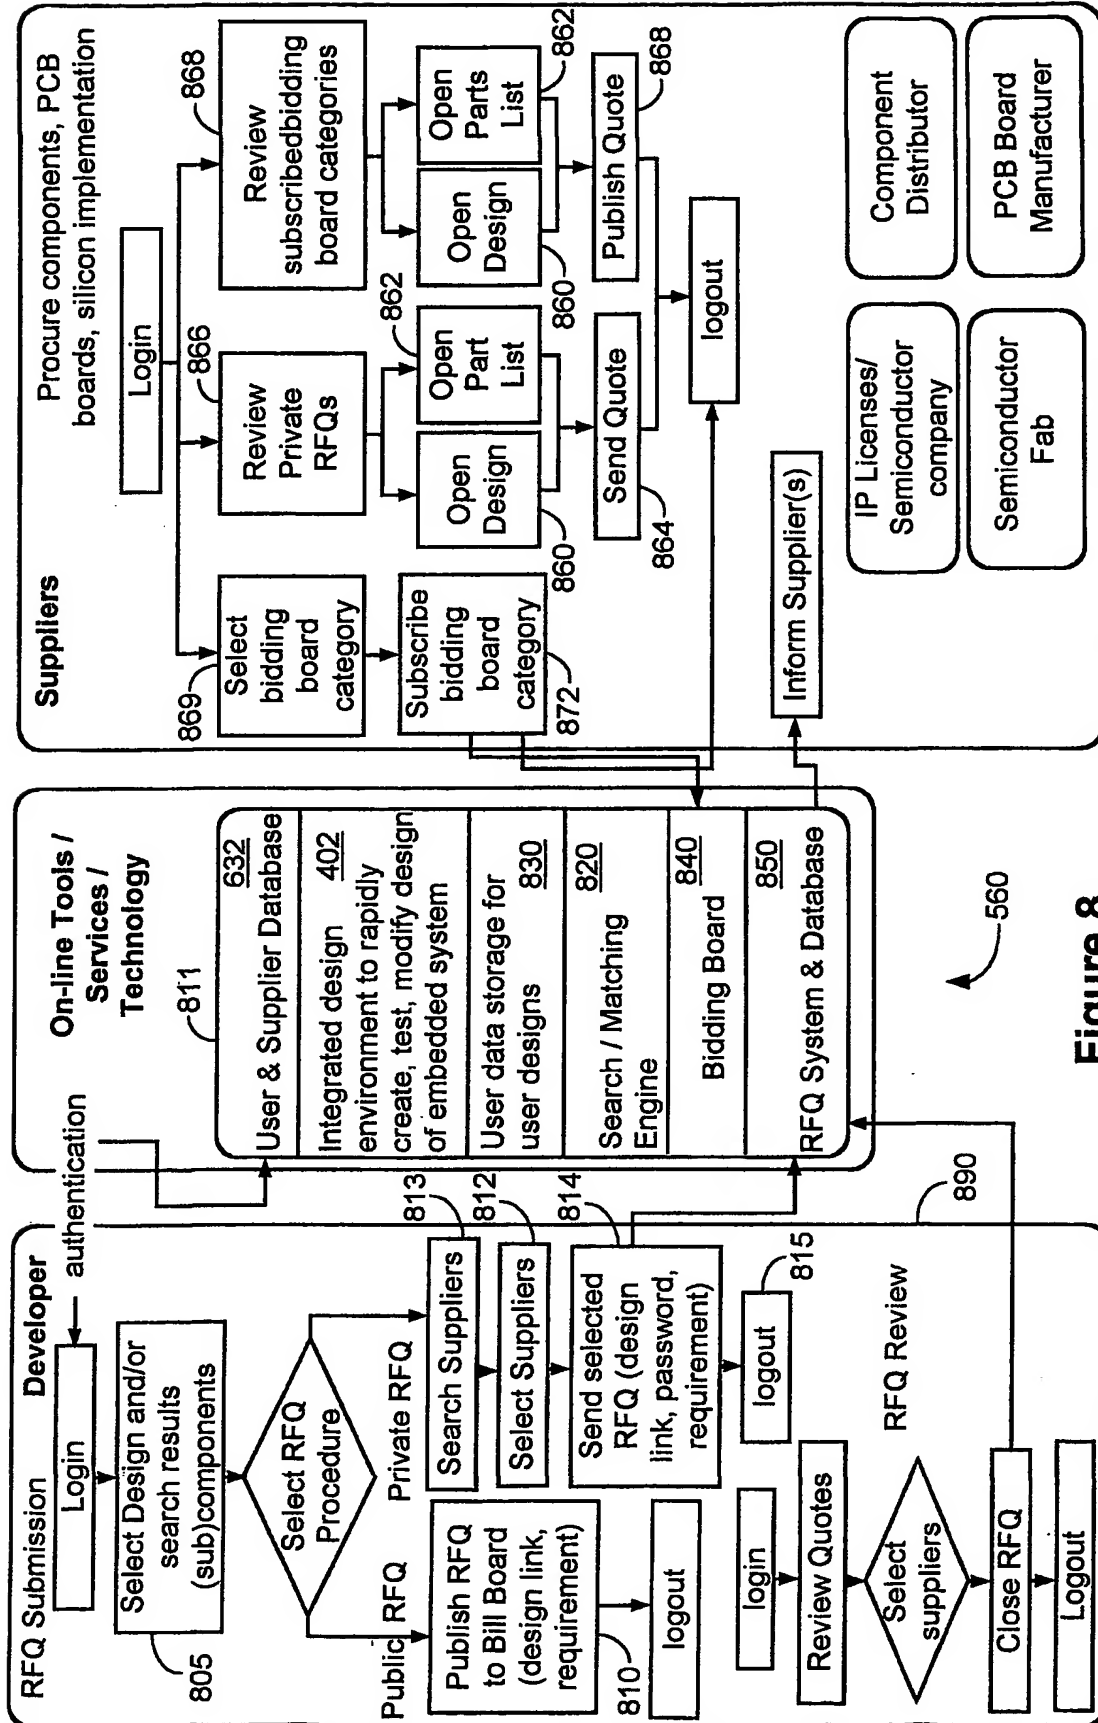 RFQ Submission
Developer
authentication
Login
Select Design and/or
search results
(sub)components
805
Select RFQ
Procedure
Public RFQ
Private RFQ
Publish RFQ
to Bill Board
(design link,
requirement)
810
logout
Search Suppliers
813
Select Suppliers
812
Send selected
RFQ (design
link, password,
requirement)
814
logout
815
RFQ Review
login
Review Quotes
Select
suppliers
Close RFQ
Logout
890
On-line Tools /
Services /
Technology
811
User & Supplier Database
632
Integrated design
402
environment to rapidly
create, test, modify design
of embedded system
User data storage for
830
user designs
Search / Matching
820
Engine
840
Bidding Board
850
RFQ System & Database
560
Suppliers
Procure components, PCB
boards, silicon implementation
Login
869
Select
bidding
board
category
866
Review
Private
RFQs
868
Review
subscribedbidding
board categories
Subscribe
bidding
board
category
872
Open
Design
860
Open
Part
List
862
Open
Design
860
Open
Parts
List
862
Send Quote
864
Publish Quote
868
logout
Inform Supplier(s)
IP Licenses/
Semiconductor
company
Component
Distributor
Semiconductor
Fab
PCB Board
Manufacturer
Figure 8